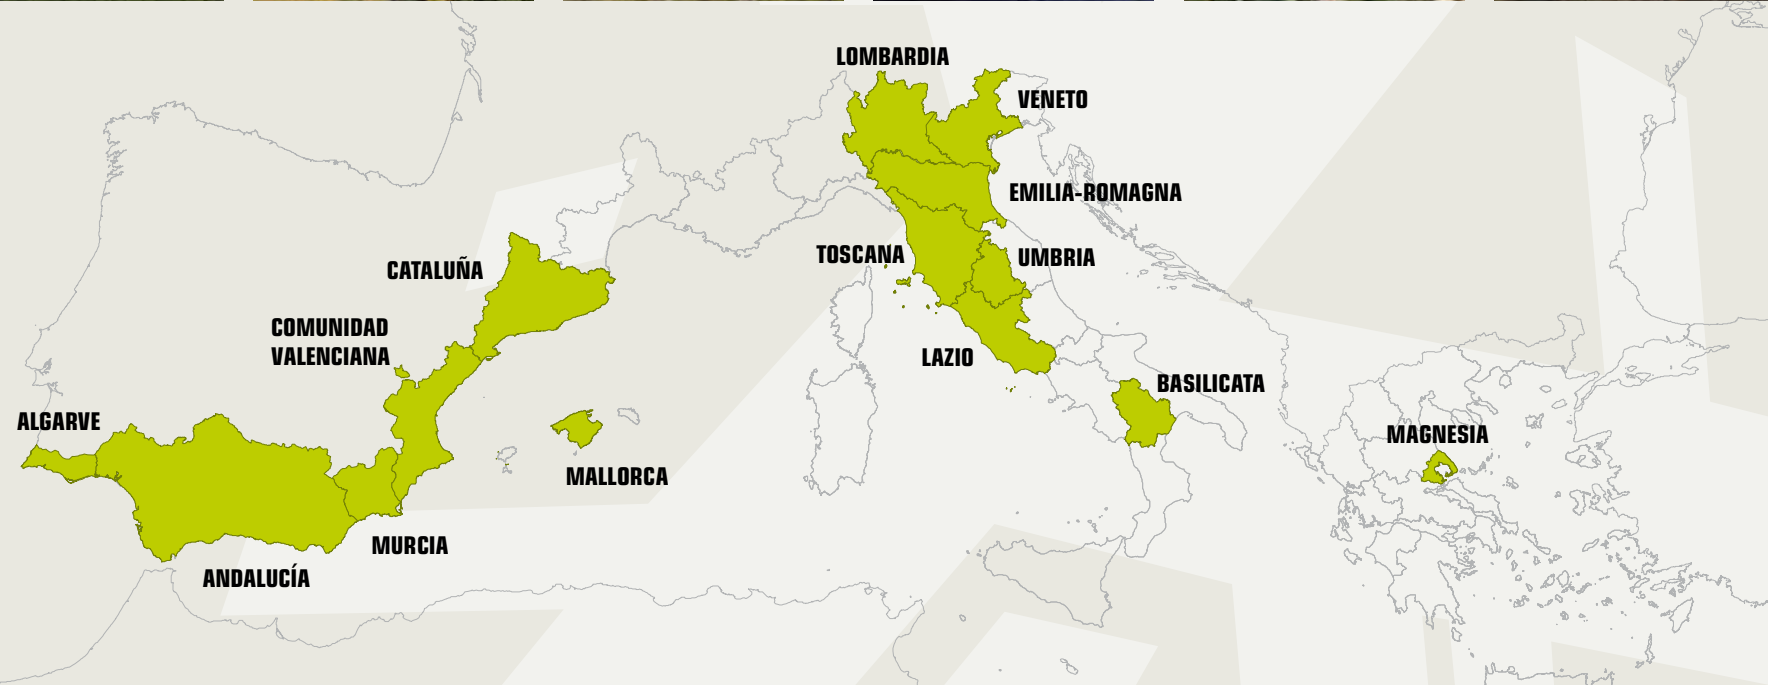 LOMBARDIA
VENETO
EMILIA-ROMAGNA
TOSCANA
UMBRIA
CATALUÑA
COMUNIDAD
VALENCIANA
LAZIO
BASILICATA
ALGARVE
MAGNESIA
MALLORCA
MURCIA
ANDALUCÍA